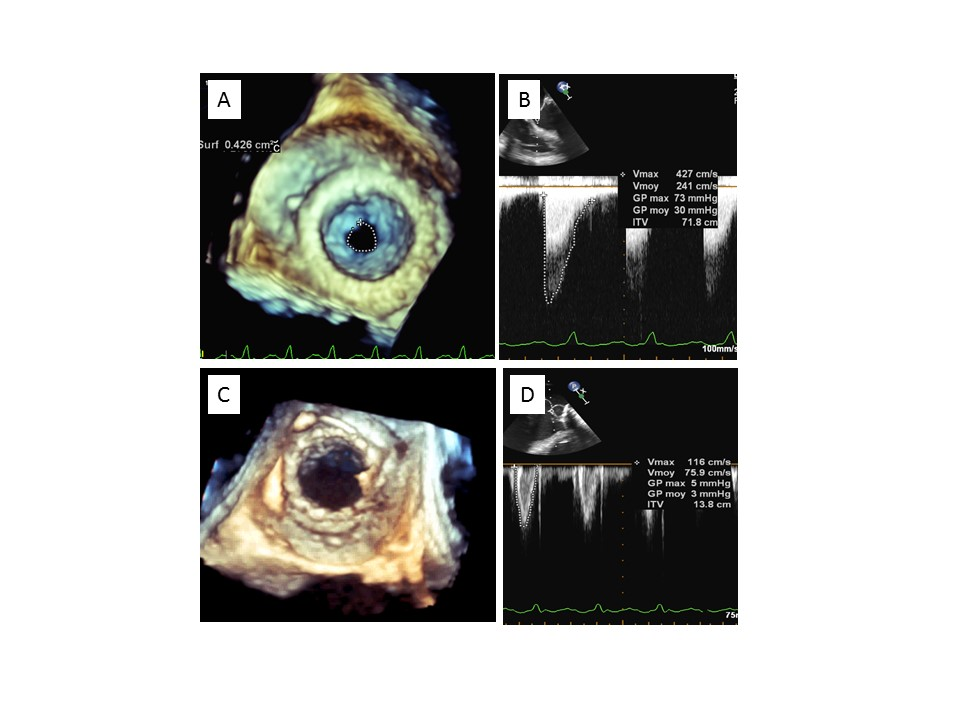 A
Surf 0,426 cm²
B
Vmax 427 cm/s
Vmoy 241 cm/s
GP max 73 mmHg
GP moy 30 mmHg
ITV 71.8 cm
100mm/s
C
D
Vmax 116 cm/s
Vmoy 75.9 cm/s
GP max 5 mmHg
GP moy 3 mmHg
ITV 13.8 cm